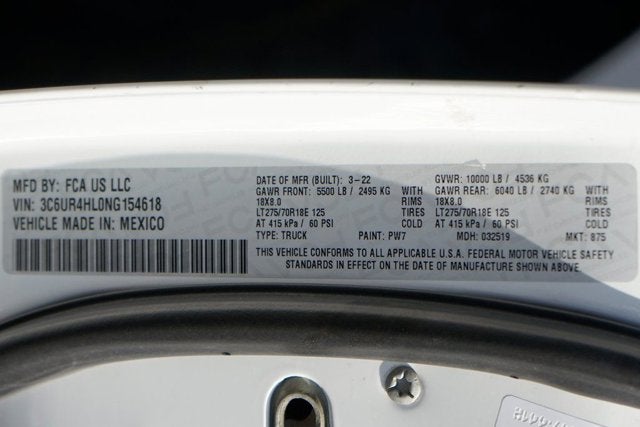 MFD BY: FCA US LLC
VIN: 3C6UR4HL0NG154618
VEHICLE MADE IN: MEXICO
DATE OF MFR (BUILT): 3-22
GAWR FRONT: 5500 LB / 2495 KG WITH
18X8.0 RIMS
LT275/70R18E 125 TIRES
AT 415 kPa / 60 PSI COLD
TYPE: TRUCK PAINT: PW7
GVWR: 10000 LB / 4536 KG
GAWR REAR: 6040 LB / 2740 KG WITH
18X8.0 RIMS
LT275/70R18E 125 TIRES
AT 415 kPa / 60 PSI COLD
MDH: 032519 MKT: 875
THIS VEHICLE CONFORMS TO ALL APPLICABLE U.S.A. FEDERAL MOTOR VEHICLE SAFETY
STANDARDS IN EFFECT ON THE DATE OF MANUFACTURE SHOWN ABOVE